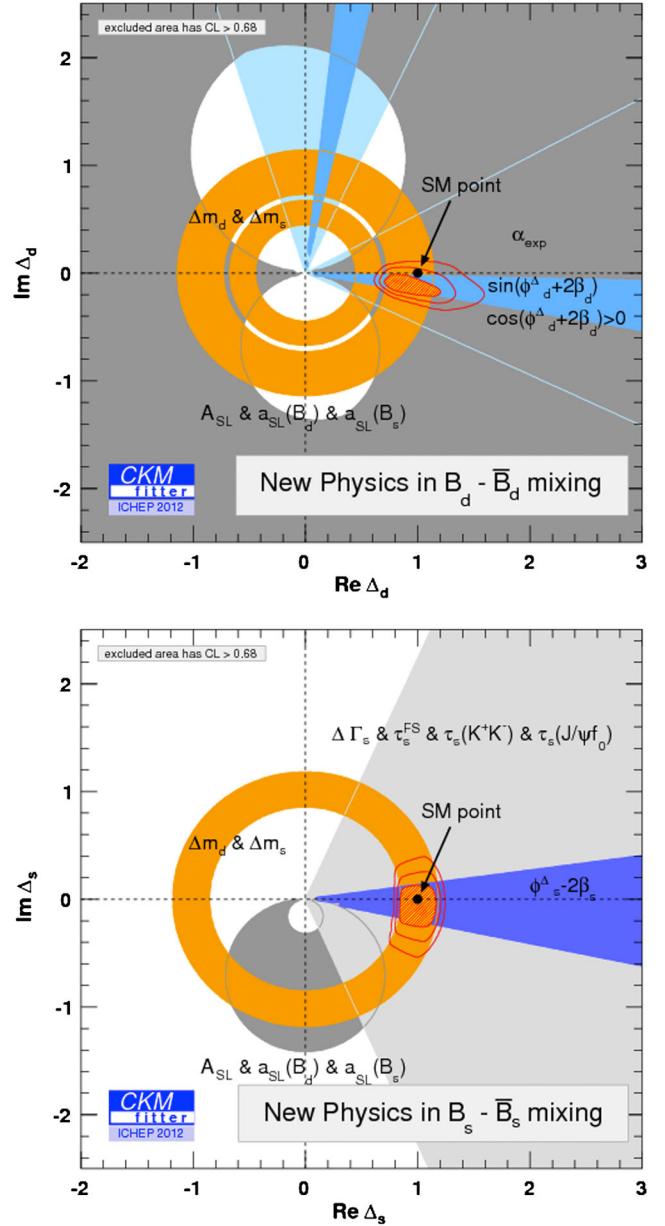 excluded area has CL > 0.68
2
1
0
-1
-2
Im Δd
Δmd & Δms
SM point
αexp
sin(φΔd+2βd)
cos(φΔd+2βd)>0
ASL & aSL(Bd) & aSL(Bs)
CKM
fitter
ICHEP 2012
New Physics in Bd - B̅d mixing
-2 -1 0 1 2 3
Re Δd
excluded area has CL > 0.68
2
1
0
-1
-2
Im Δs
Δ Γs & τsFS & τs(K+K-) & τs(J/ψf0)
SM point
Δmd & Δms
φΔs-2βs
ASL & aSL(Bd) & aSL(Bs)
CKM
fitter
ICHEP 2012
New Physics in Bs - B̅s mixing
-2 -1 0 1 2 3
Re Δs